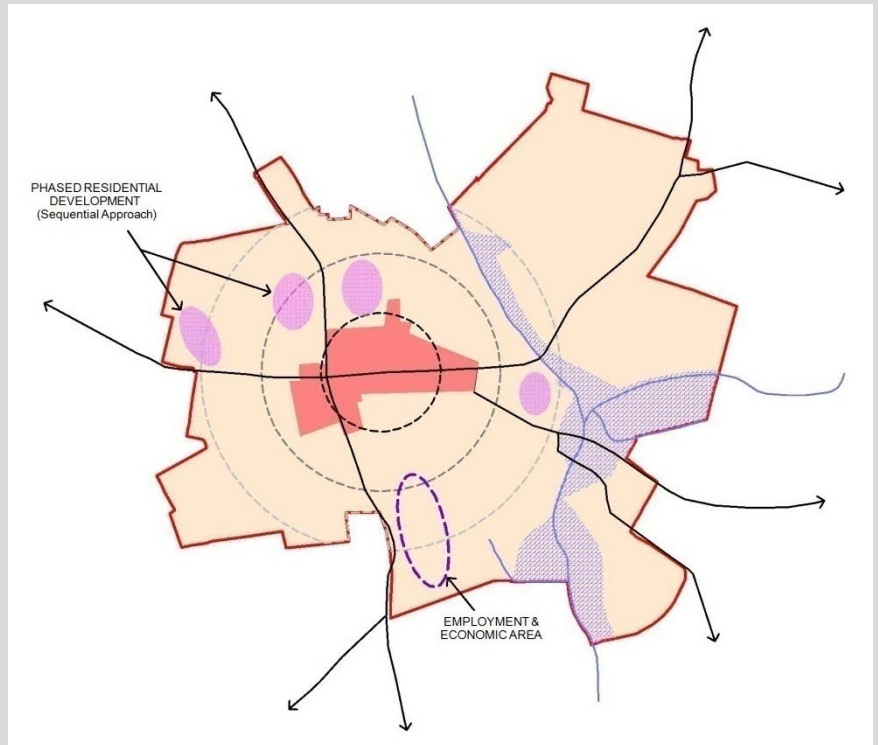 PHASED RESIDENTIAL
DEVELOPMENT
(Sequential Approach)
EMPLOYMENT &
ECONOMIC AREA